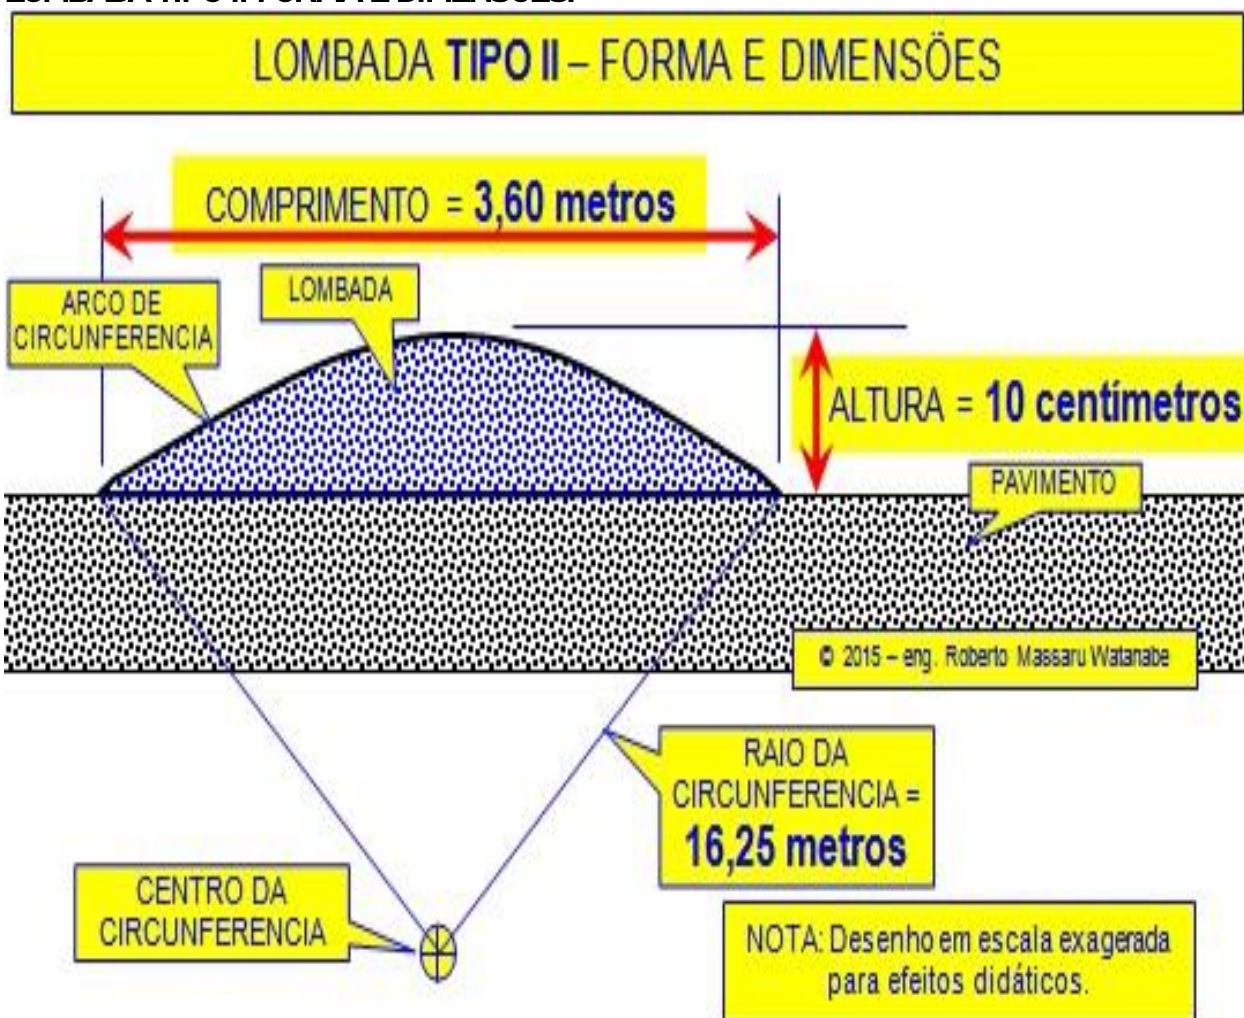 LOMBADA TIPO II – FORMA E DIMENSÕES
COMPRIMENTO = 3,60 metros
ARCO DE
CIRCUNFERENCIA
LOMBADA
ALTURA = 10 centímetros
PAVIMENTO
© 2015 – eng. Roberto Massaru Watanabe
RAIO DA
CIRCUNFERENCIA =
16,25 metros
CENTRO DA
CIRCUNFERENCIA
NOTA: Desenho em escala exagerada
para efeitos didáticos.